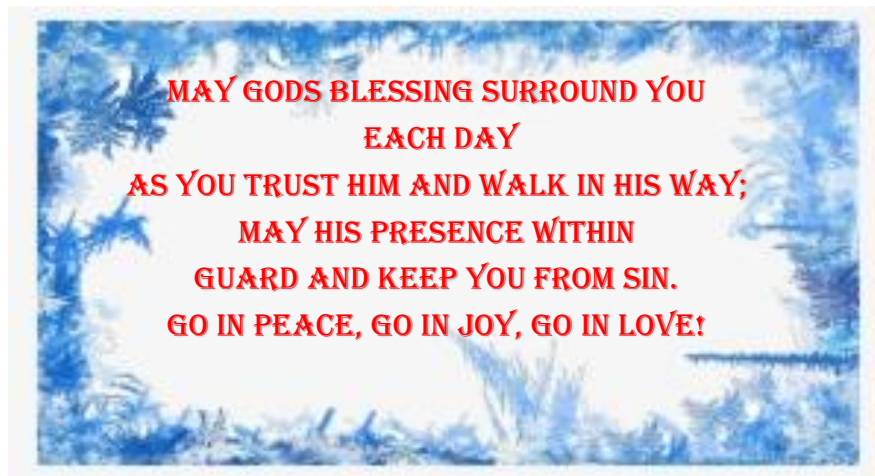 MAY GODS BLESSING SURROUND YOU
EACH DAY
AS YOU TRUST HIM AND WALK IN HIS WAY;
MAY HIS PRESENCE WITHIN
GUARD AND KEEP YOU FROM SIN.
GO IN PEACE, GO IN JOY, GO IN LOVE!